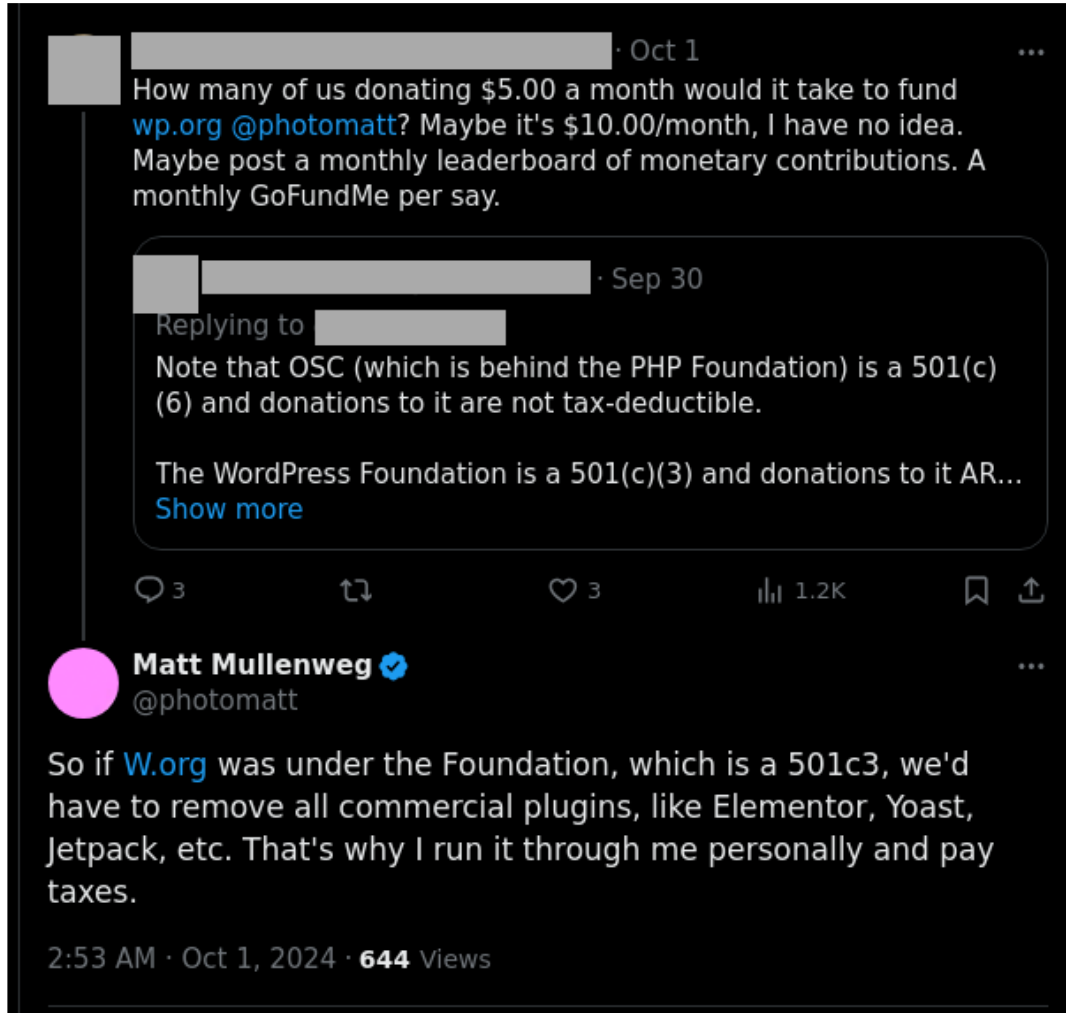 · Oct 1
How many of us donating $5.00 a month would it take to fund
wp.org @photomatt? Maybe it's $10.00/month, I have no idea.
Maybe post a monthly leaderboard of monetary contributions. A
monthly GoFundMe per say.
· Sep 30
Replying to
Note that OSC (which is behind the PHP Foundation) is a 501(c)
(6) and donations to it are not tax-deductible.
The WordPress Foundation is a 501(c)(3) and donations to it AR...
Show more
3 3 1.2K
Matt Mullenweg
@photomatt
So if W.org was under the Foundation, which is a 501c3, we'd
have to remove all commercial plugins, like Elementor, Yoast,
Jetpack, etc. That's why I run it through me personally and pay
taxes.
2:53 AM · Oct 1, 2024 · 644 Views